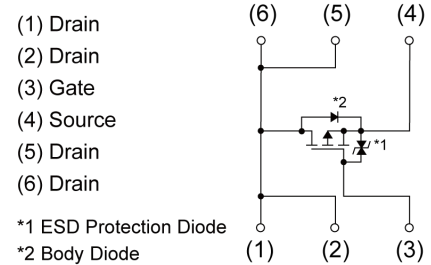 (1) Drain
(2) Drain
(3) Gate
(4) Source
(5) Drain
(6) Drain
*1 ESD Protection Diode
*2 Body Diode
(6) (5) (4)
*2
*1
(1) (2) (3)